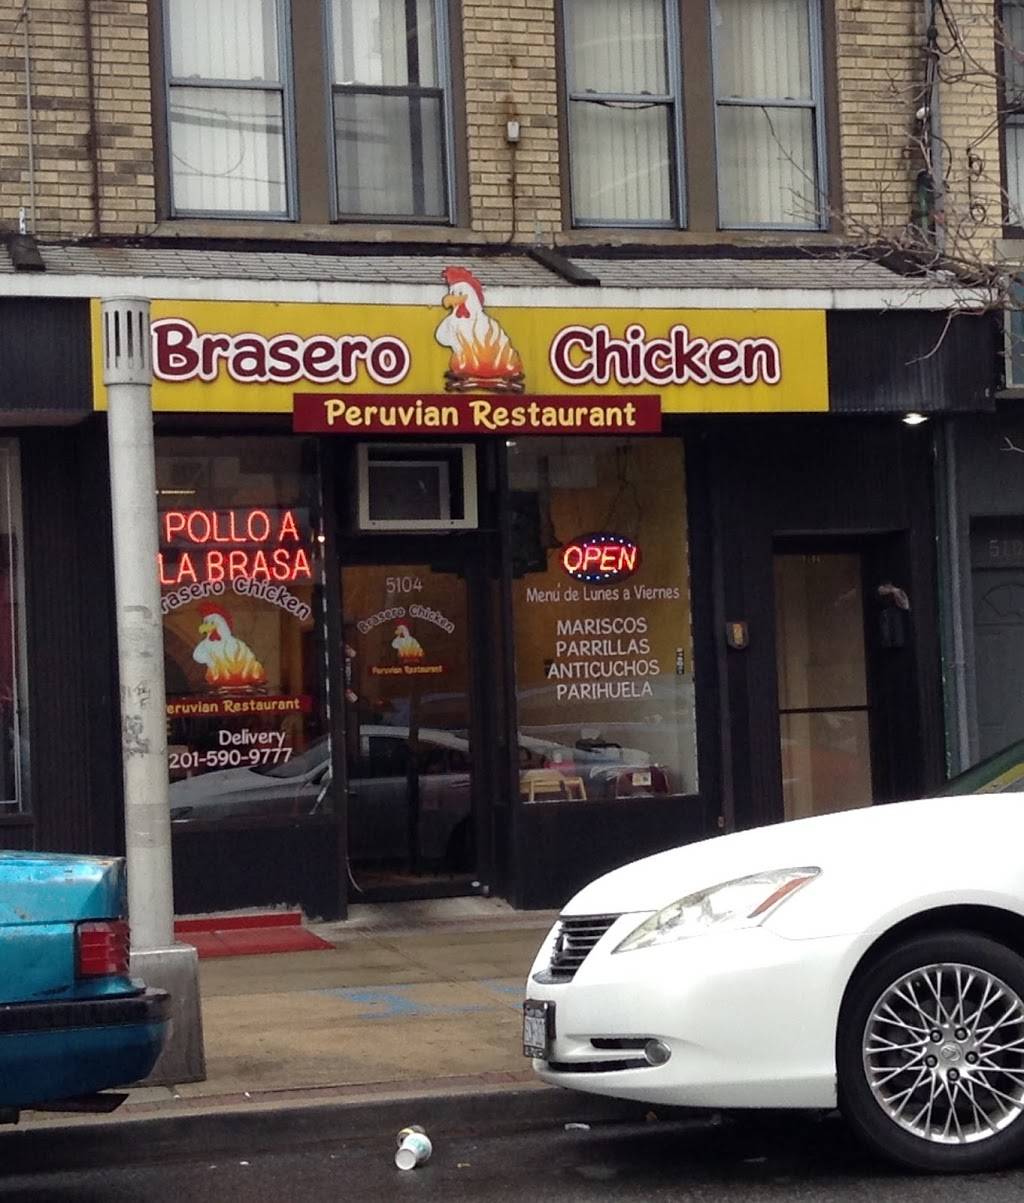 Brasero Chicken
Peruvian Restaurant
POLLO A
LA BRASA
Brasero Chicken
Peruvian Restaurant
Delivery
201-590-9777
5104
Brasero Chicken
Peruvian Restaurant
OPEN
Menú de Lunes a Viernes
MARISCOS
PARRILLAS
ANTICUCHOS
PARIHUELA